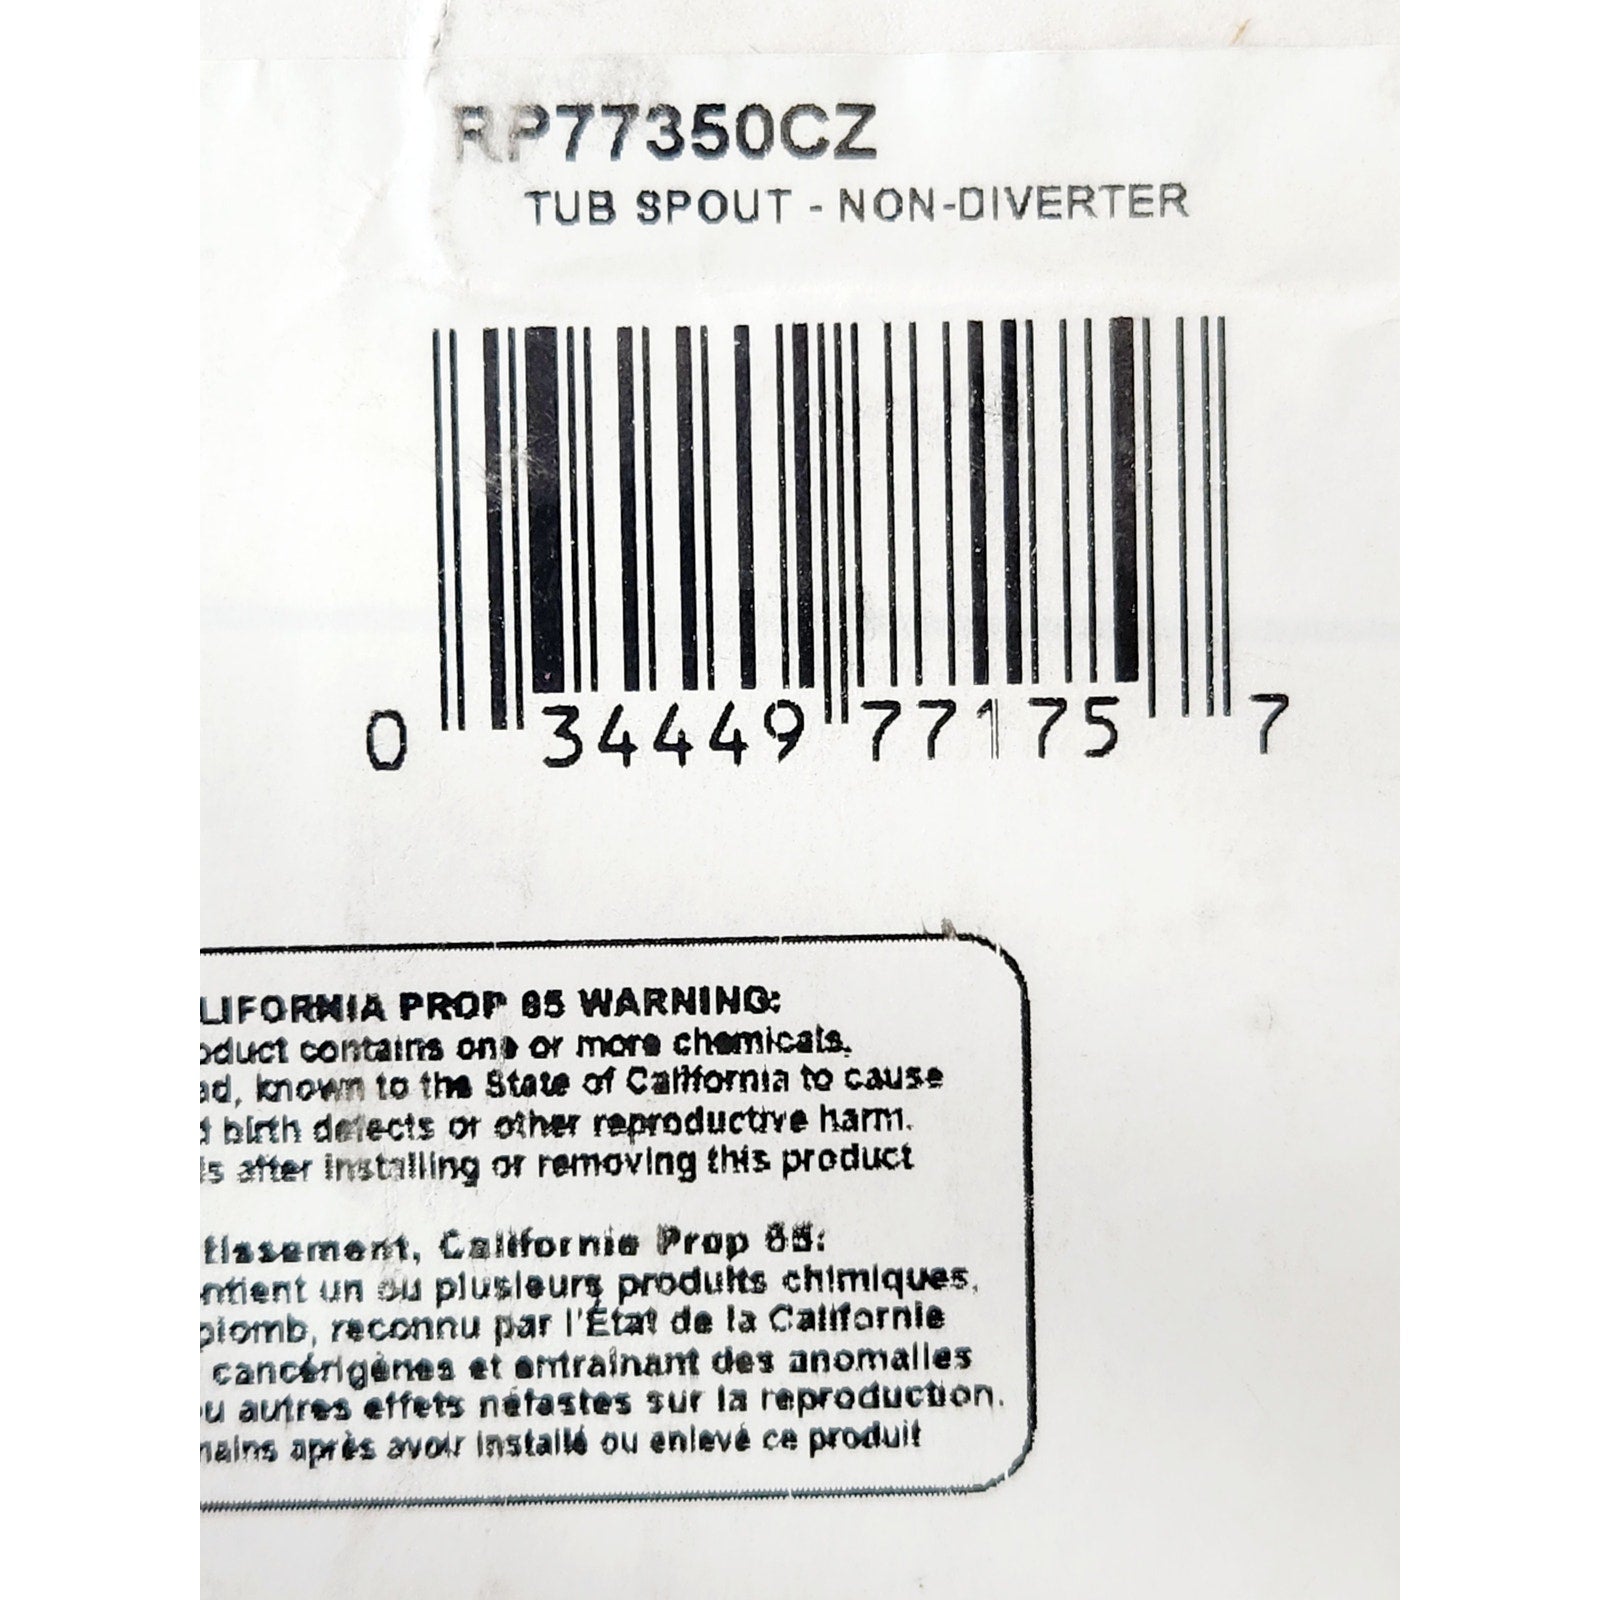 RP77350CZ
TUB SPOUT - NON-DIVERTER
0 34449 77175 7
LIFORNIA PROP 65 WARNING:
oduct contains one or more chemicals,
ad, known to the State of California to cause
d birth defects or other reproductive harm.
ls after installing or removing this product
tissement, Californie Prop 65:
ontient un ou plusieurs produits chimiques,
plomb, reconnu par l'État de la Californie
cancérigènes et entraînant des anomalies
ou autres effets néfastes sur la reproduction.
mains après avoir installé ou enlevé ce produit